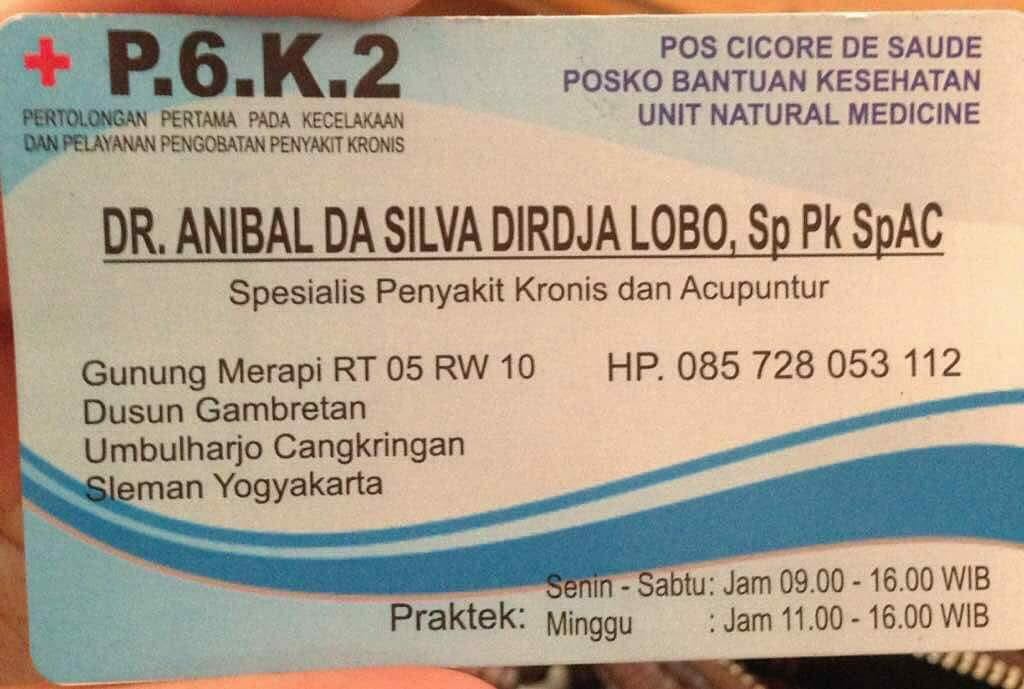 P.6.K.2
PERTOLONGAN PERTAMA PADA KECELAKAAN
DAN PELAYANAN PENGOBATAN PENYAKIT KRONIS
POS CICORE DE SAUDE
POSKO BANTUAN KESEHATAN
UNIT NATURAL MEDICINE
DR. ANIBAL DA SILVA DIRDJA LOBO, Sp Pk SpAC
Spesialis Penyakit Kronis dan Acupuntur
Gunung Merapi RT 05 RW 10
Dusun Gambretan
Umbulharjo Cangkringan
Sleman Yogyakarta
HP. 085 728 053 112
Praktek: Senin - Sabtu: Jam 09.00 - 16.00 WIB
Minggu : Jam 11.00 - 16.00 WIB